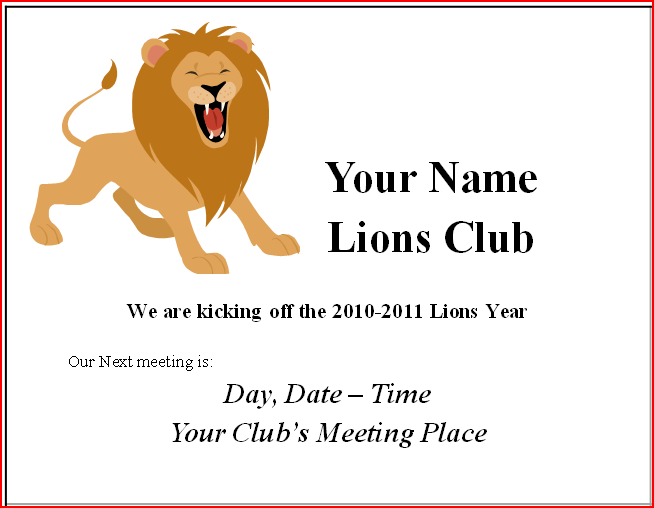 Your Name
Lions Club
We are kicking off the 2010-2011 Lions Year
Our Next meeting is:
Day, Date – Time
Your Club’s Meeting Place